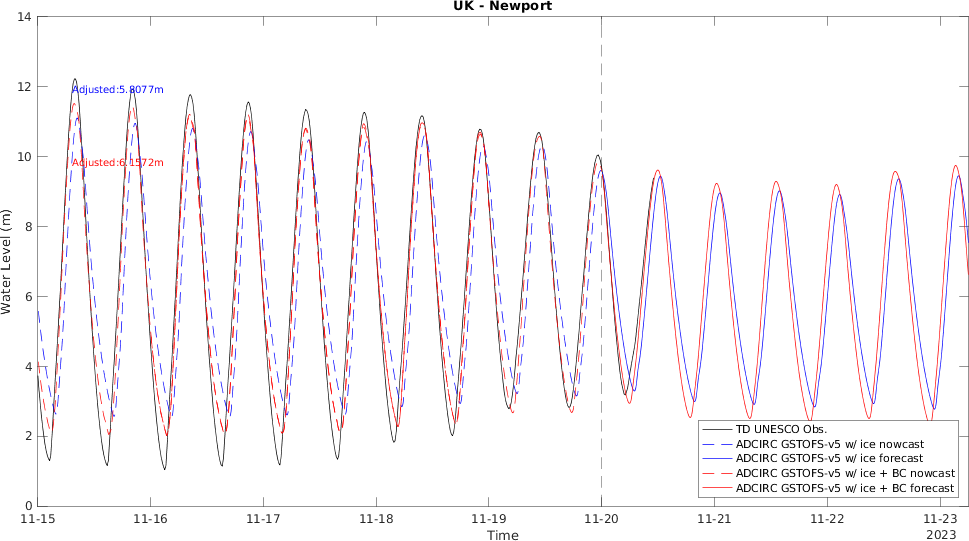 UK - Newport
14
12
10
8
6
4
2
0
Water Level (m)
Adjusted:5.8077m
Adjusted:6.1572m
TD UNESCO Obs.
ADCIRC GSTOFS-v5 w/ ice nowcast
ADCIRC GSTOFS-v5 w/ ice forecast
ADCIRC GSTOFS-v5 w/ ice + BC nowcast
ADCIRC GSTOFS-v5 w/ ice + BC forecast
11-15 11-16 11-17 11-18 11-19 11-20 11-21 11-22 11-23
Time 2023